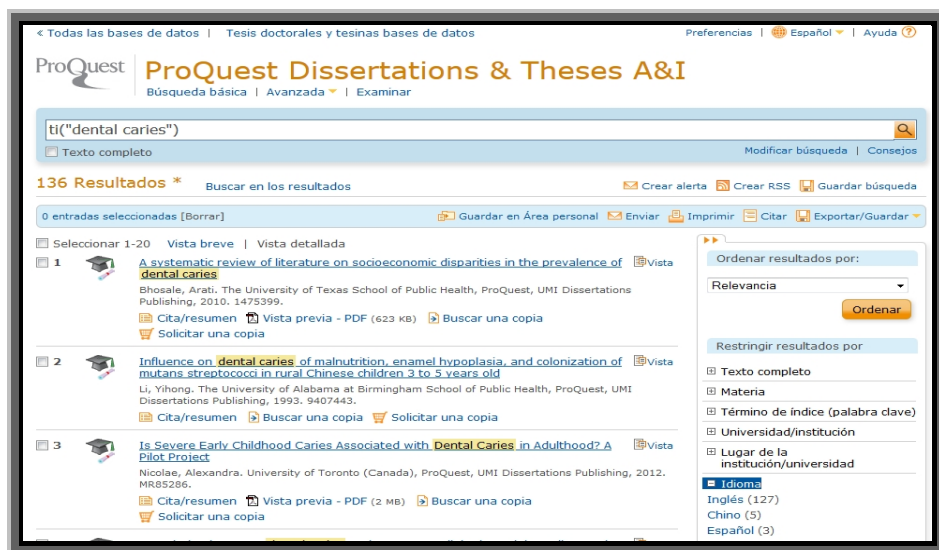 « Todas las bases de datos | Tesis doctorales y tesinas bases de datos
Preferencias | Español | Ayuda ?
ProQuest
ProQuest Dissertations & Theses A&I
Búsqueda básica | Avanzada | Examinar
ti("dental caries")
Texto completo
Modificar búsqueda | Consejos
136 Resultados * Buscar en los resultados
Crear alerta Crear RSS Guardar búsqueda
0 entradas seleccionadas [Borrar]
Guardar en Área personal Enviar Imprimir Citar Exportar/Guardar
Seleccionar 1-20 Vista breve | Vista detallada
1 A systematic review of literature on socioeconomic disparities in the prevalence of Vista
dental caries
Bhosale, Arati. The University of Texas School of Public Health, ProQuest, UMI Dissertations
Publishing, 2010. 1475399.
Cita/resumen Vista previa - PDF (623 KB) Buscar una copia
Solicitar una copia
2 Influence on dental caries of malnutrition, enamel hypoplasia, and colonization of Vista
mutans streptococci in rural Chinese children 3 to 5 years old
Li, Yihong. The University of Alabama at Birmingham School of Public Health, ProQuest, UMI
Dissertations Publishing, 1993. 9407443.
Cita/resumen Buscar una copia Solicitar una copia
3 Is Severe Early Childhood Caries Associated with Dental Caries in Adulthood? A Vista
Pilot Project
Nicolae, Alexandra. University of Toronto (Canada), ProQuest, UMI Dissertations Publishing, 2012.
MR85286.
Cita/resumen Vista previa - PDF (2 MB) Buscar una copia
Solicitar una copia
Ordenar resultados por:
Relevancia
Ordenar
Restringir resultados por
Texto completo
Materia
Término de índice (palabra clave)
Universidad/institución
Lugar de la
institución/universidad
Idioma
Inglés (127)
Chino (5)
Español (3)